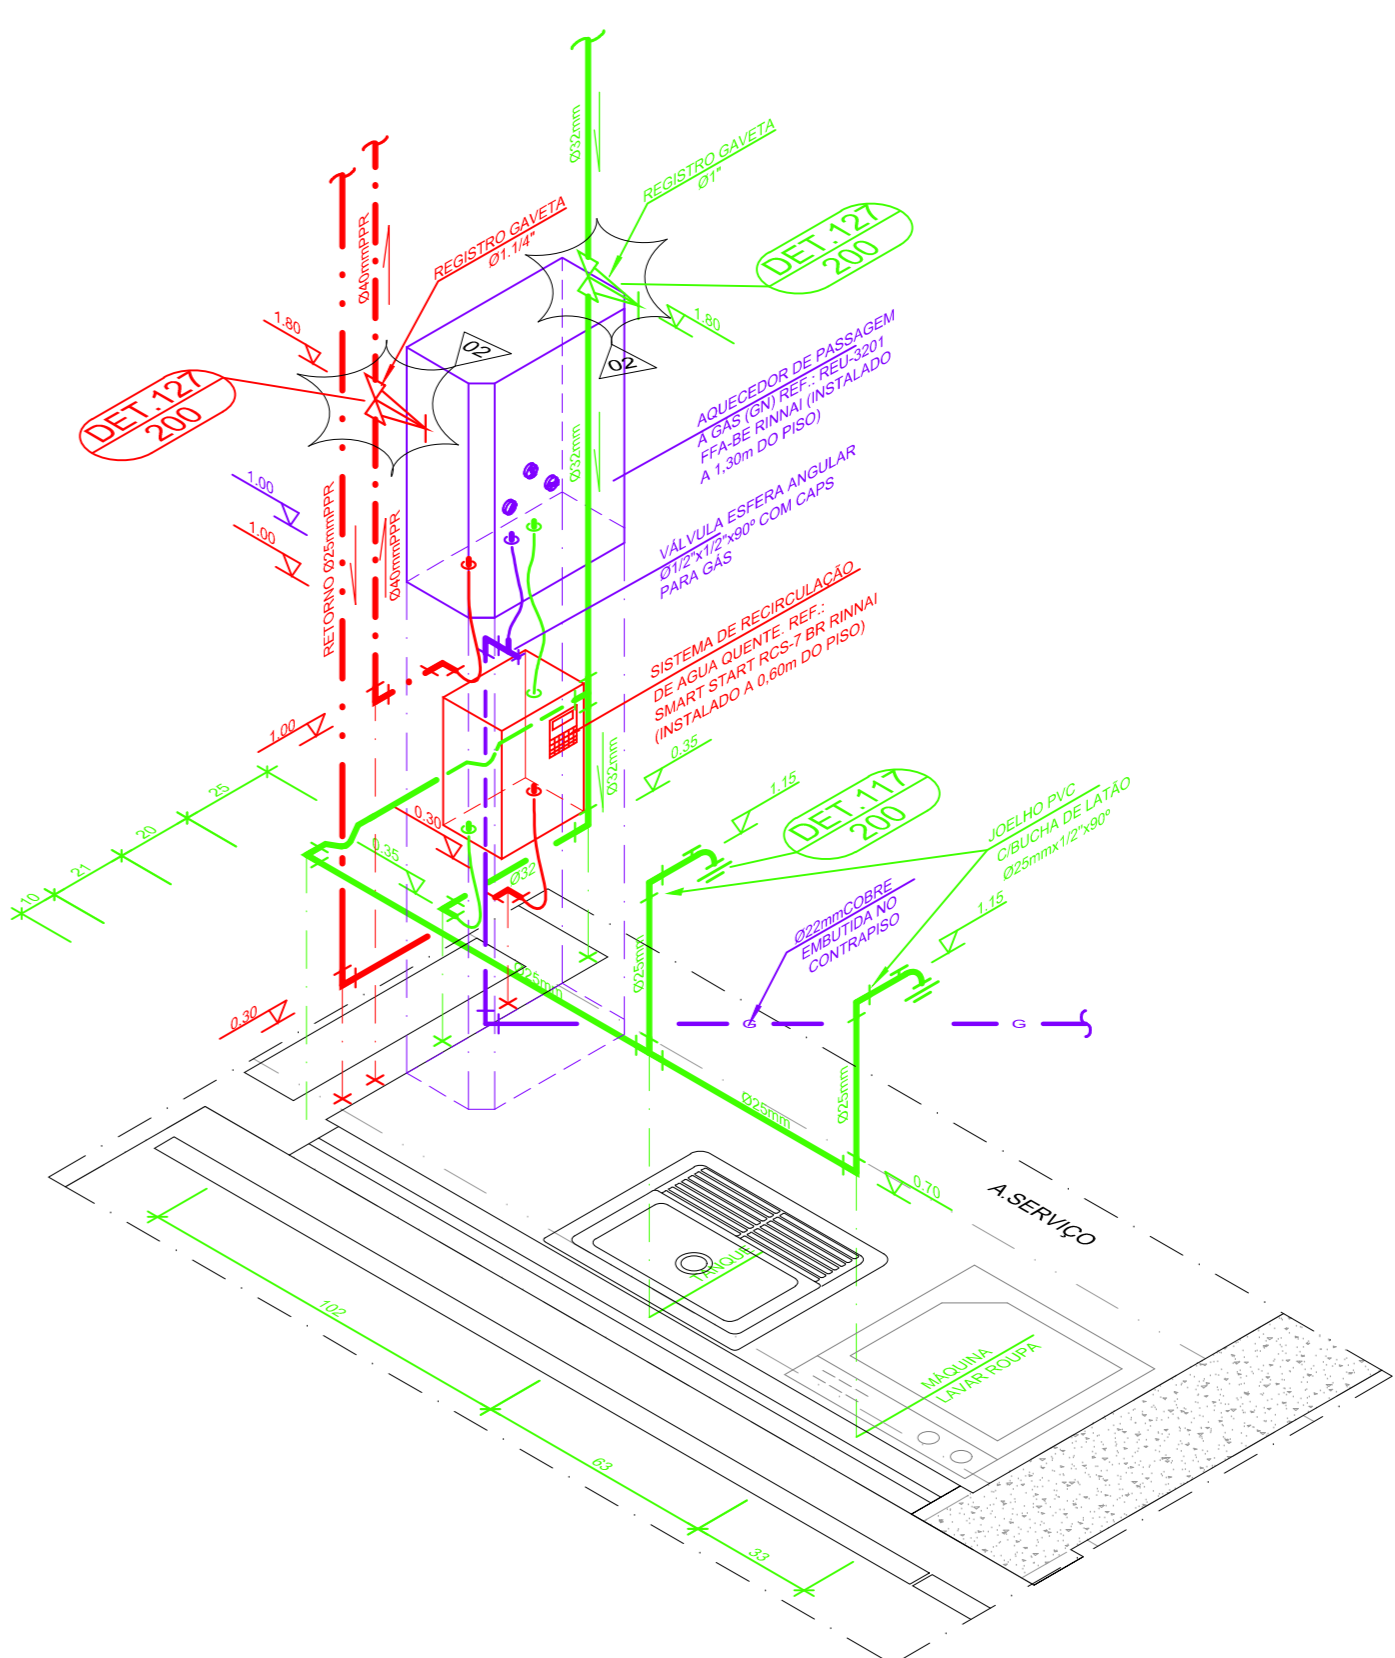 Ø32mm
REGISTRO GAVETA
Ø1"
DET.127
200
1.80
REGISTRO GAVETA
Ø1.1/4"
Ø40mmPPR
1.80
02
02
DET.127
200
AQUECEDOR DE PASSAGEM
A GÁS (GN) REF.: REU-3201
FFA-BE RINNAI (INSTALADO
A 1,30m DO PISO)
Ø32mm
VÁLVULA ESFERA ANGULAR
Ø1/2"x1/2"x90º COM CAPS
PARA GÁS
1.00
1.00
RETORNO Ø25mmPPR
Ø40mmPPR
SISTEMA DE RECIRCULAÇÃO
DE AGUA QUENTE. REF.:
SMART START RCS-7 BR RINNAI
(INSTALADO A 0,60m DO PISO)
1.00
Ø32mm
0.35
1.15
DET.117
200
JOELHO PVC
C/BUCHA DE LATÃO
Ø25mmx1/2"x90º
25
20
21
10
0.30
0.35
Ø32
1.15
Ø22mmCOBRE
EMBUTIDA NO
CONTRAPISO
Ø25mm
Ø25mm
0.30
G
G
Ø25mm
Ø25mm
0.70
A.SERVIÇO
TANQUE
MÁQUINA
LAVAR ROUPA
102
63
33